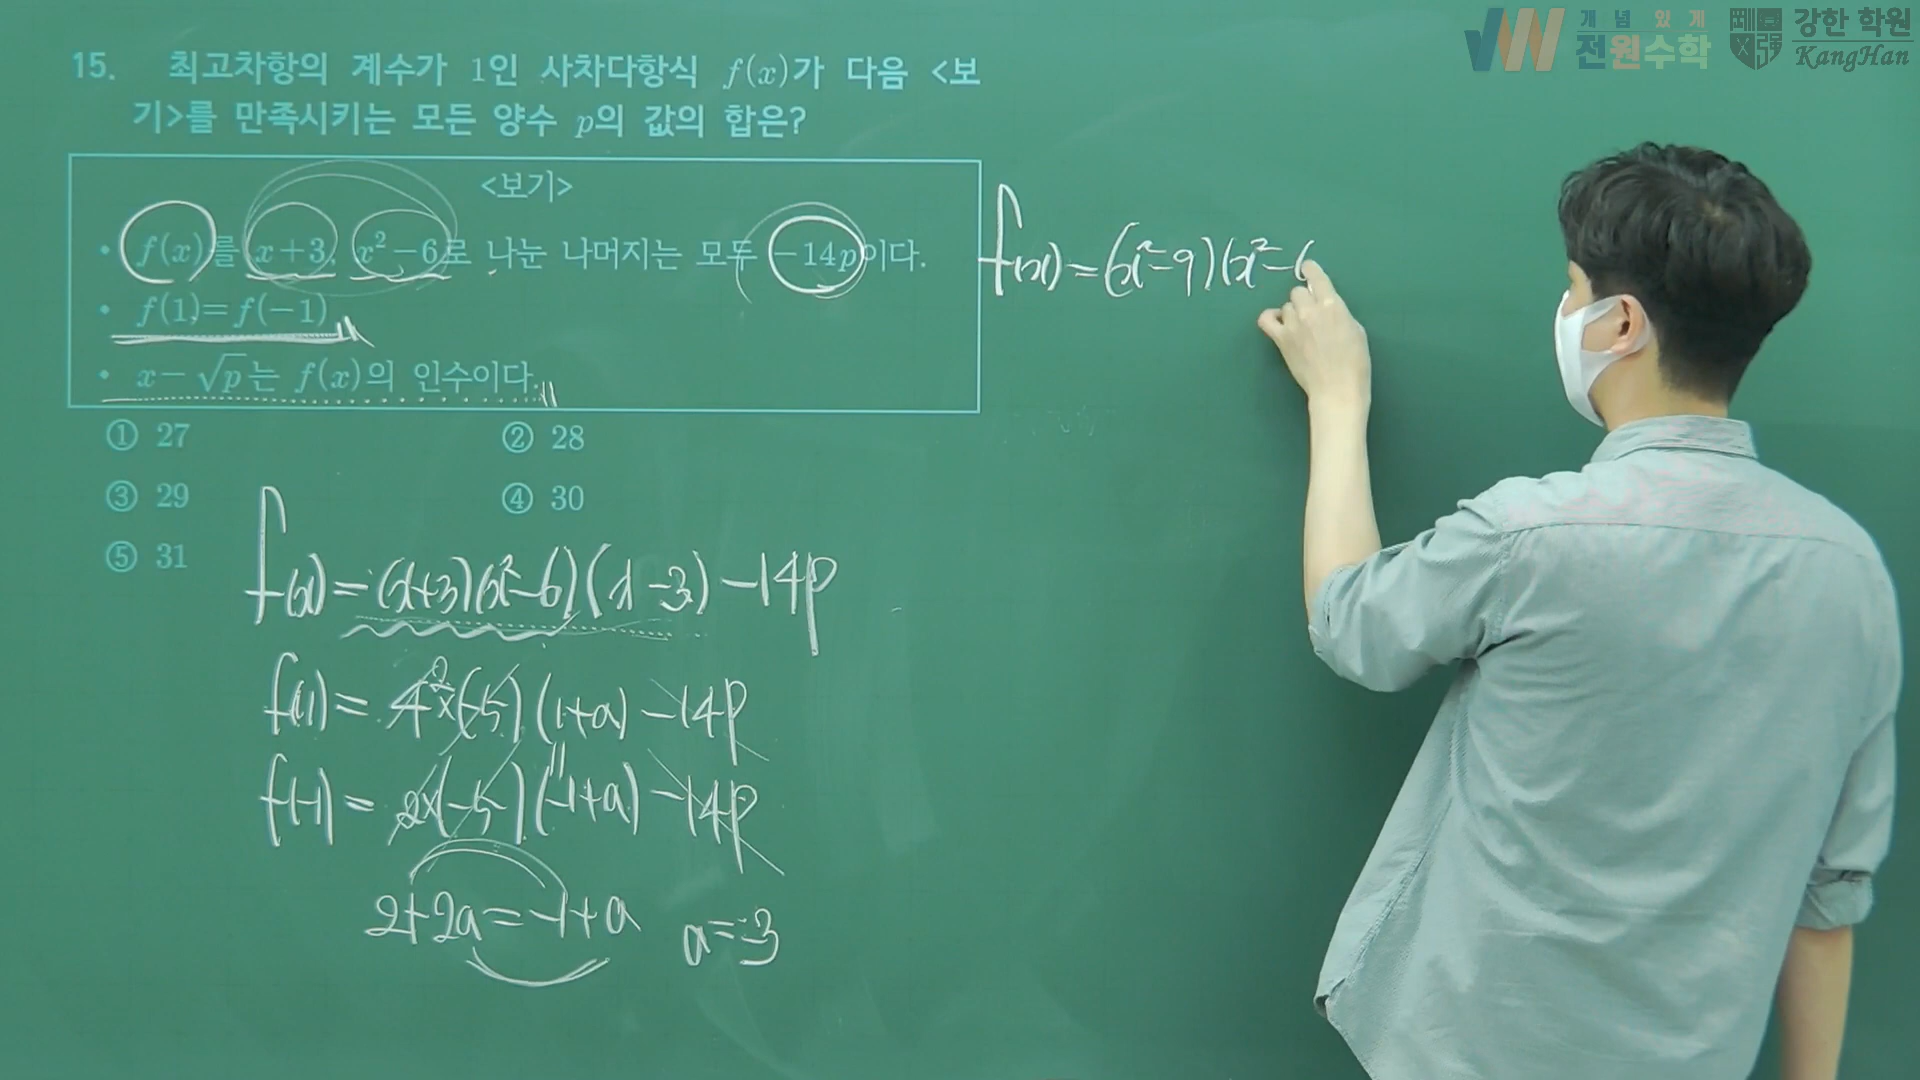 개 념 있 게
전원수학
강한 학원
KangHan
15. 최고차항의 계수가 1인 사차다항식 f(x)가 다음 <보
기>를 만족시키는 모든 양수 p의 값의 합은?
<보기>
• f(x)를 x+3, x²-6로 나눈 나머지는 모두 -14p이다.
• f(1)=f(-1)
• x-√p는 f(x)의 인수이다.
① 27 ② 28
③ 29 ④ 30
⑤ 31
f(x)=(x+3)(x²-6)(x-3)-14p
f(1)=4×(-5)(1+a)-14p
f(-1)=2×(-5)(-1+a)-14p
2+2a=-1+a a=-3
f(x)=(x²-9)(x²-6